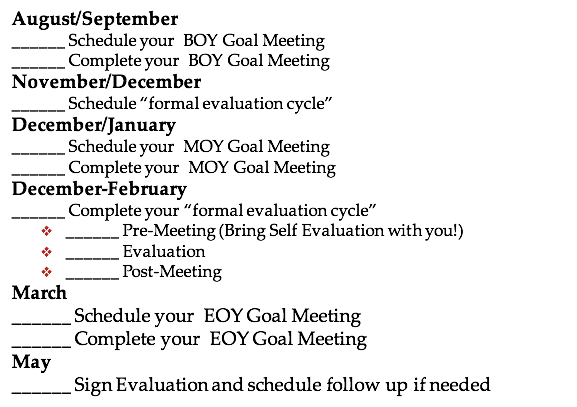 August/September
______ Schedule your BOY Goal Meeting
______ Complete your BOY Goal Meeting
November/December
______ Schedule “formal evaluation cycle”
December/January
______ Schedule your MOY Goal Meeting
______ Complete your MOY Goal Meeting
December-February
______ Complete your “formal evaluation cycle”
❖ ______ Pre-Meeting (Bring Self Evaluation with you!)
❖ ______ Evaluation
❖ ______ Post-Meeting
March
______ Schedule your EOY Goal Meeting
______ Complete your EOY Goal Meeting
May
______ Sign Evaluation and schedule follow up if needed